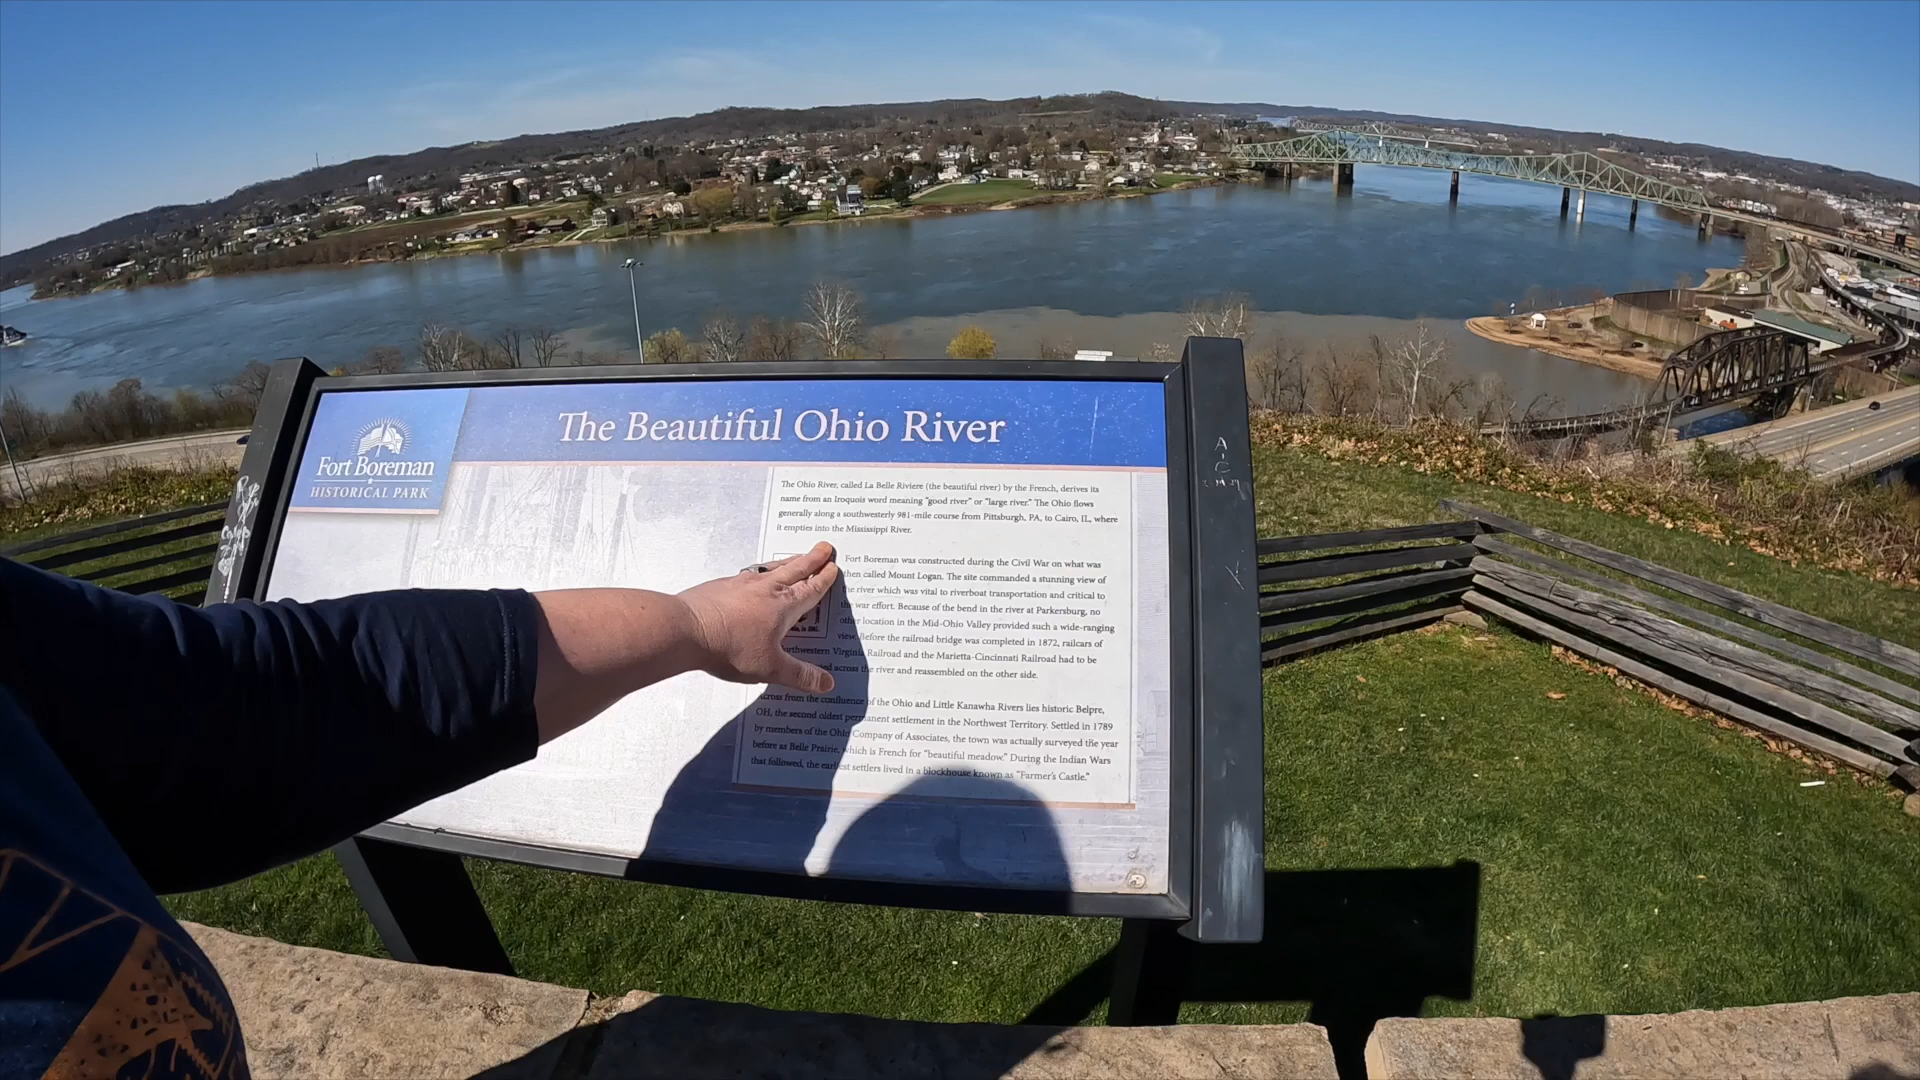 The Beautiful Ohio River
Fort Boreman
HISTORICAL PARK
The Ohio River, called La Belle Riviere (the beautiful river) by the French, derives its
name from an Iroquois word meaning "good river" or "large river." The Ohio flows
generally along a southwesterly 981-mile course from Pittsburgh, PA, to Cairo, IL, where
it empties into the Mississippi River.
Fort Boreman was constructed during the Civil War on what was
then called Mount Logan. The site commanded a stunning view of
the river which was vital to riverboat transportation and critical to
the war effort. Because of the bend in the river at Parkersburg, no
other location in the Mid-Ohio Valley provided such a wide-ranging
view. Before the railroad bridge was completed in 1872, railcars of
Virginia Railroad and the Marietta-Cincinnati Railroad had to be
across the river and reassembled on the other side.
Across from the confluence of the Ohio and Little Kanawha Rivers lies historic Belpre,
OH, the second oldest permanent settlement in the Northwest Territory. Settled in 1789
by members of the Ohio Company of Associates, the town was actually surveyed the year
before as Belle Prairie, which is French for "beautiful meadow." During the Indian Wars
that followed, the earliest settlers lived in a blockhouse known as "Farmer's Castle."